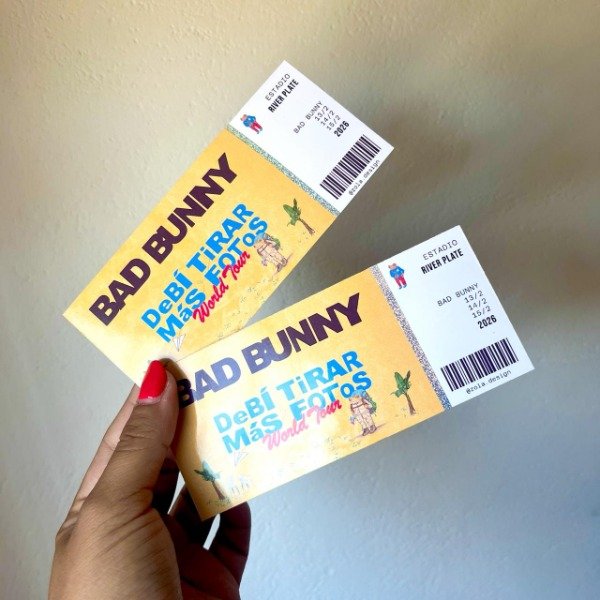 ESTADIO
RIVER PLATE
BAD BUNNY
13/2
14/2
15/2
2026
@zoia.design
BAD BUNNY
DeBÍ TiRAR
MáS FOToS
World Tour
ESTADIO
RIVER PLATE
BAD BUNNY
13/2
14/2
15/2
2026
@zoia.design
BAD BUNNY
DeBÍ TiRAR
MáS FOToS
World Tour